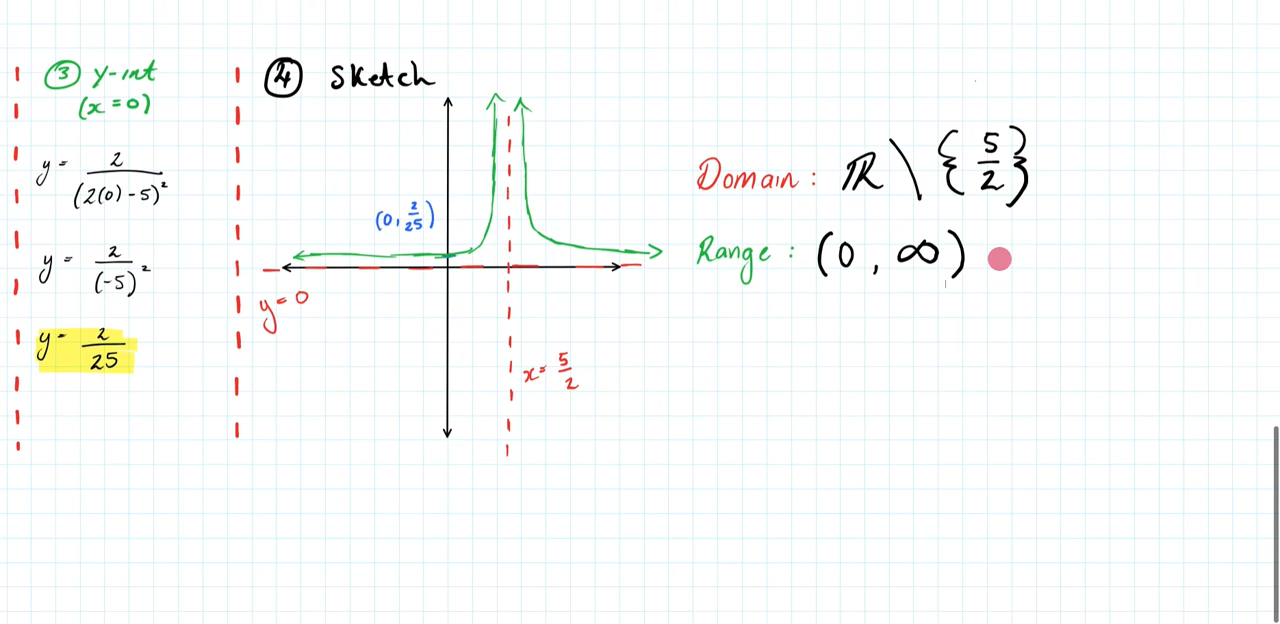 ③ y-int
(x=0)
y = 2/(2(0)-5)²
y = 2/(-5)²
y = 2/25
④ Sketch
(0, 2/25)
y=0
x= 5/2
Domain: ℝ \ {5/2}
Range: (0, ∞)